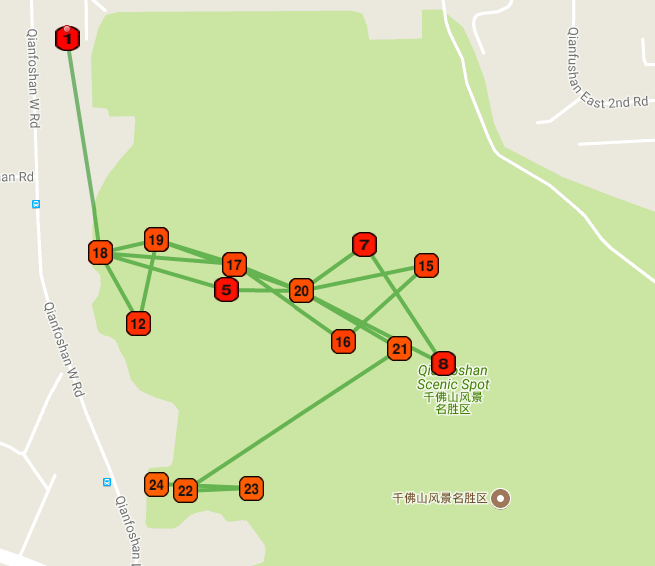 1
Qianfoshan W Rd
Qianfushan East 2nd Rd
an Rd
19
18
7
17
15
5
20
12
16
21
8
Qianfoshan
Scenic Spot
千佛山风景
名胜区
Qianfoshan W Rd
24
22
23
千佛山风景名胜区
Qianfoshan